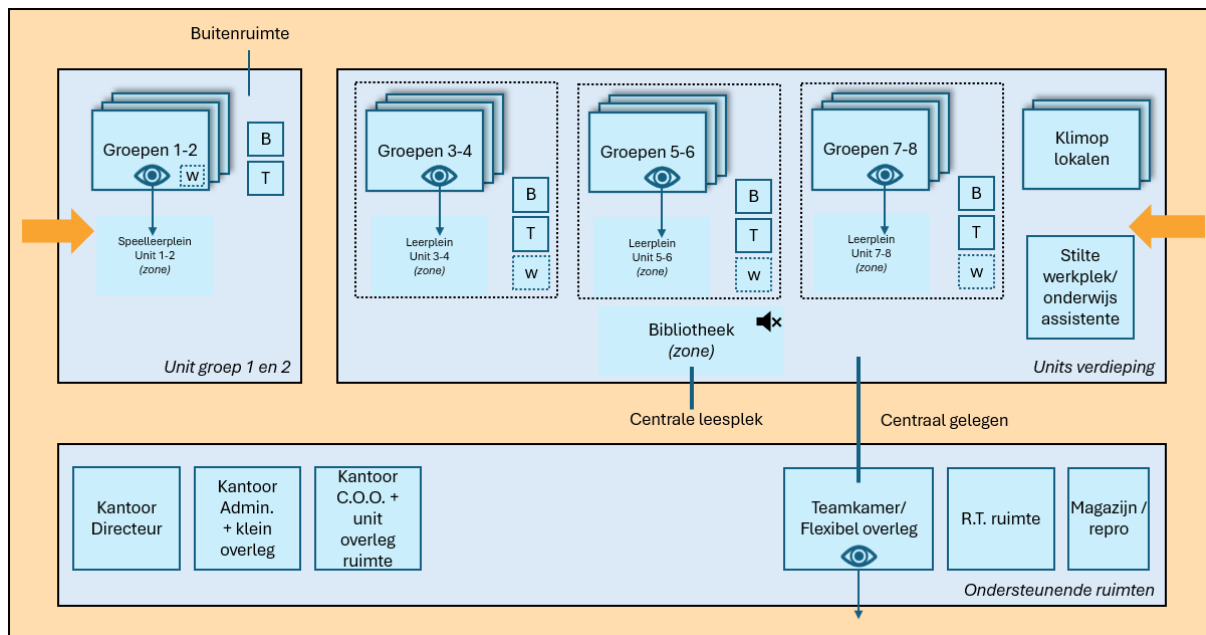 Buitenruimte
Groepen 1-2
w
B
T
Speelleerplein
Unit 1-2
(zone)
Unit groep 1 en 2
Groepen 3-4
B
T
w
Leerplein
Unit 3-4
(zone)
Groepen 5-6
B
T
w
Leerplein
Unit 5-6
(zone)
Groepen 7-8
B
T
w
Leerplein
Unit 7-8
(zone)
Klimop
lokalen
Stilte
werkplek/
onderwijs
assistente
Bibliotheek
(zone)
Units verdieping
Centrale leesplek
Centraal gelegen
Kantoor
Directeur
Kantoor
Admin.
+ klein
overleg
Kantoor
C.O.O. +
unit
overleg
ruimte
Teamkamer/
Flexibel overleg
R.T. ruimte
Magazijn /
repro
Ondersteunende ruimten